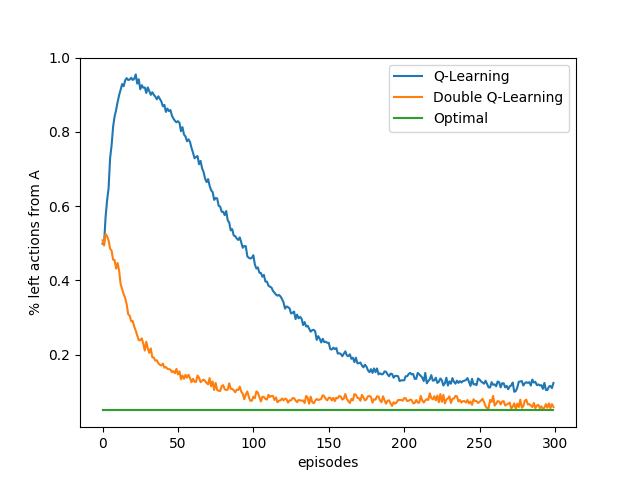 1.0
0.8
0.6
0.4
0.2
% left actions from A
Q-Learning
Double Q-Learning
Optimal
0 50 100 150 200 250 300
episodes